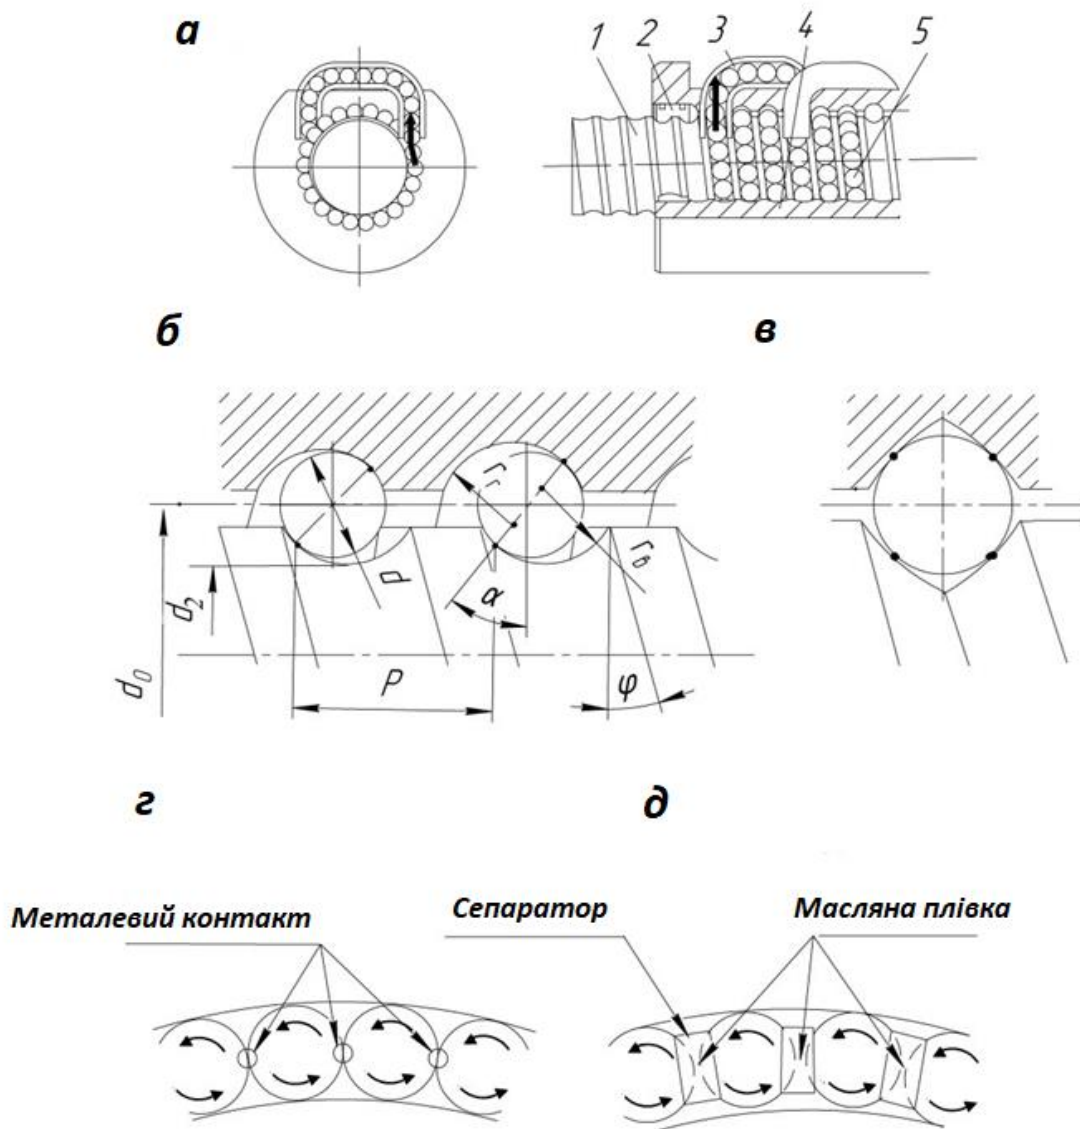 а
1 2 3 4 5
б
в
d
d₂
d₀
P
α
φ
rг
rв
г
д
Металевий контакт
Сепаратор
Масляна плівка